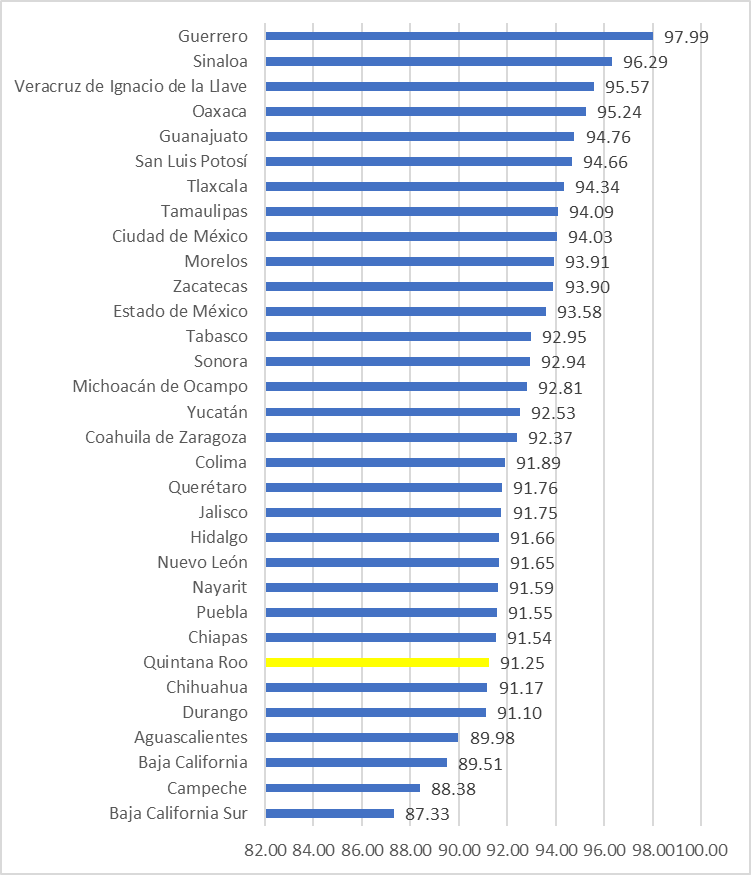 Guerrero 97.99
Sinaloa 96.29
Veracruz de Ignacio de la Llave 95.57
Oaxaca 95.24
Guanajuato 94.76
San Luis Potosí 94.66
Tlaxcala 94.34
Tamaulipas 94.09
Ciudad de México 94.03
Morelos 93.91
Zacatecas 93.90
Estado de México 93.58
Tabasco 92.95
Sonora 92.94
Michoacán de Ocampo 92.81
Yucatán 92.53
Coahuila de Zaragoza 92.37
Colima 91.89
Querétaro 91.76
Jalisco 91.75
Hidalgo 91.66
Nuevo León 91.65
Nayarit 91.59
Puebla 91.55
Chiapas 91.54
Quintana Roo 91.25
Chihuahua 91.17
Durango 91.10
Aguascalientes 89.98
Baja California 89.51
Campeche 88.38
Baja California Sur 87.33
82.00 84.00 86.00 88.00 90.00 92.00 94.00 96.00 98.00 100.00